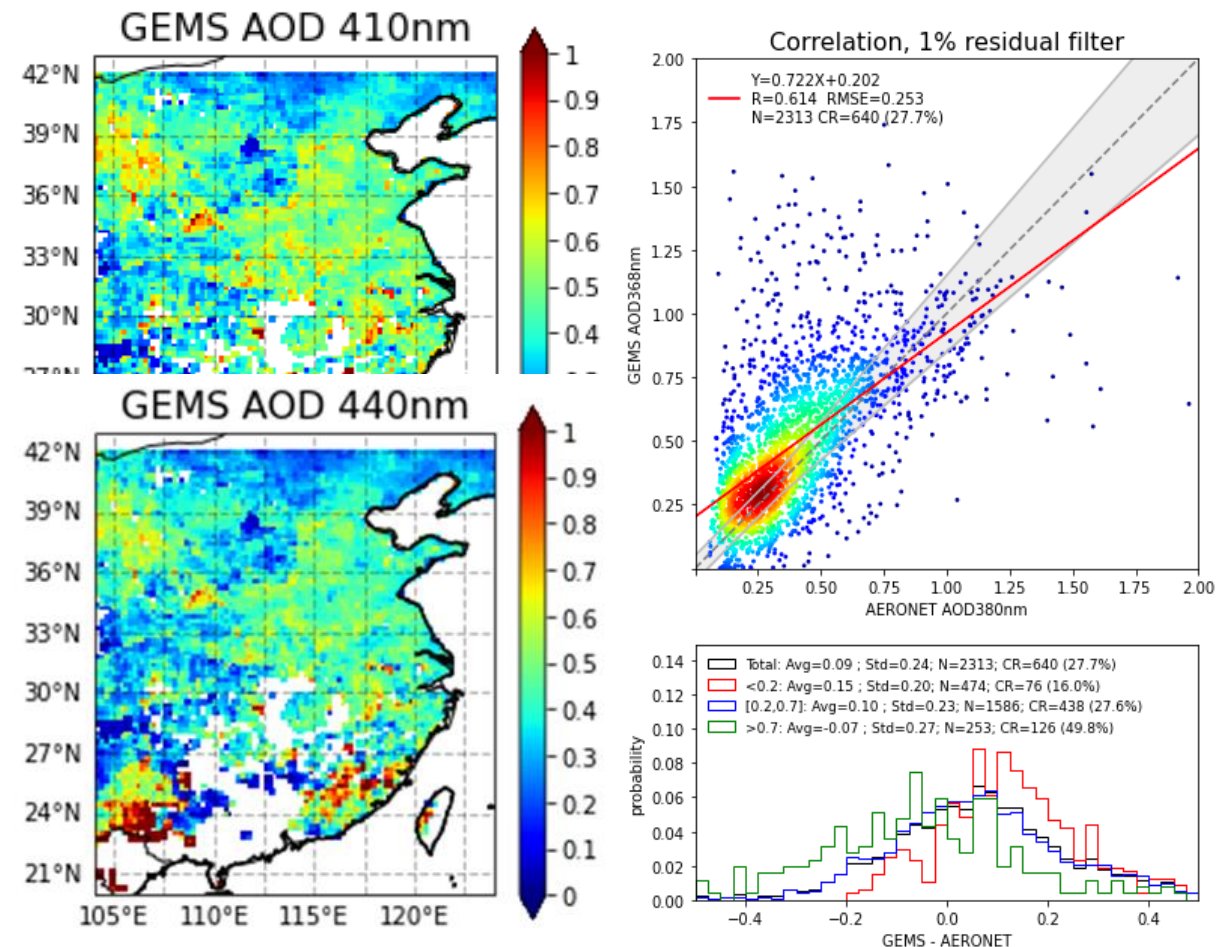 GEMS AOD 410nm
42°N
39°N
36°N
33°N
30°N
1
0.9
0.8
0.7
0.6
0.5
0.4
GEMS AOD 440nm
42°N
39°N
36°N
33°N
30°N
27°N
24°N
21°N
105°E 110°E 115°E 120°E
1
0.9
0.8
0.7
0.6
0.5
0.4
0.3
0.2
0.1
0
Correlation, 1% residual filter
Y=0.722X+0.202
R=0.614 RMSE=0.253
N=2313 CR=640 (27.7%)
2.00
1.75
1.50
1.25
1.00
0.75
0.50
0.25
GEMS AOD368nm
0.25 0.50 0.75 1.00 1.25 1.50 1.75 2.00
AERONET AOD380nm
Total: Avg=0.09 ; Std=0.24; N=2313; CR=640 (27.7%)
<0.2: Avg=0.15 ; Std=0.20; N=474; CR=76 (16.0%)
[0.2,0.7]: Avg=0.10 ; Std=0.23; N=1586; CR=438 (27.6%)
>0.7: Avg=-0.07 ; Std=0.27; N=253; CR=126 (49.8%)
0.14
0.12
0.10
0.08
0.06
0.04
0.02
0.00
probability
−0.4 −0.2 0.0 0.2 0.4
GEMS - AERONET